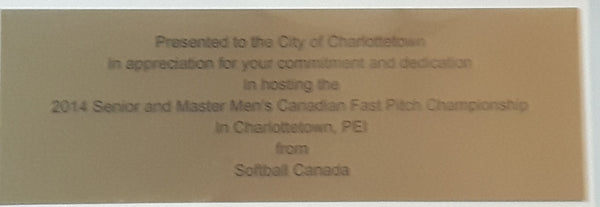 Presented to the City of Charlottetown
In appreciation for your commitment and dedication
In hosting the
2014 Senior and Master Men's Canadian Fast Pitch Championship
In Charlottetown, PEI
from
Softball Canada